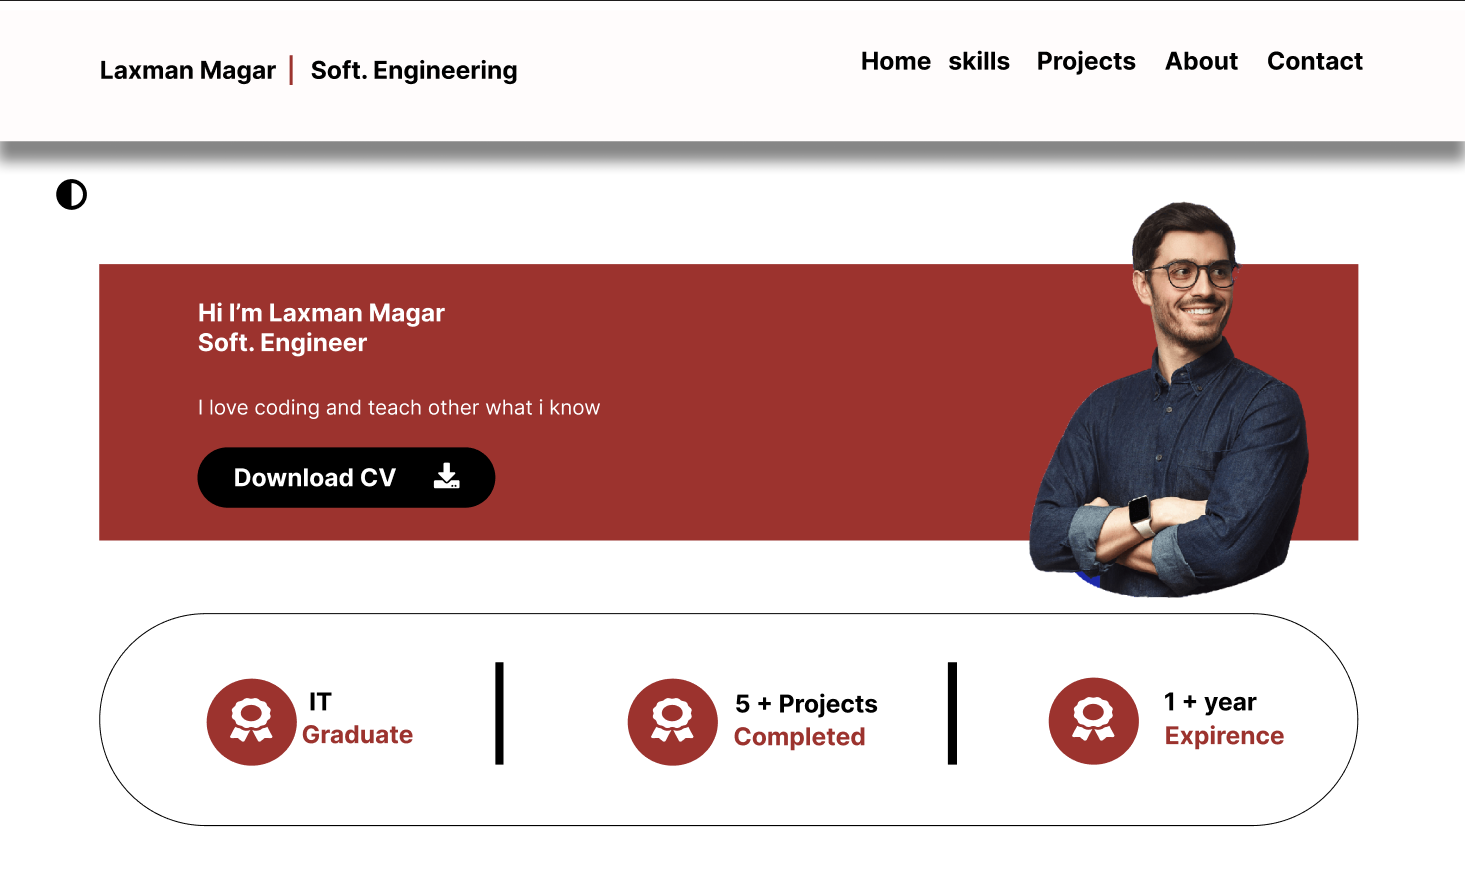 Laxman Magar | Soft. Engineering
Home skills Projects About Contact
Hi I’m Laxman Magar
Soft. Engineer
I love coding and teach other what i know
Download CV
IT
Graduate
5 + Projects
Completed
1 + year
Expirence